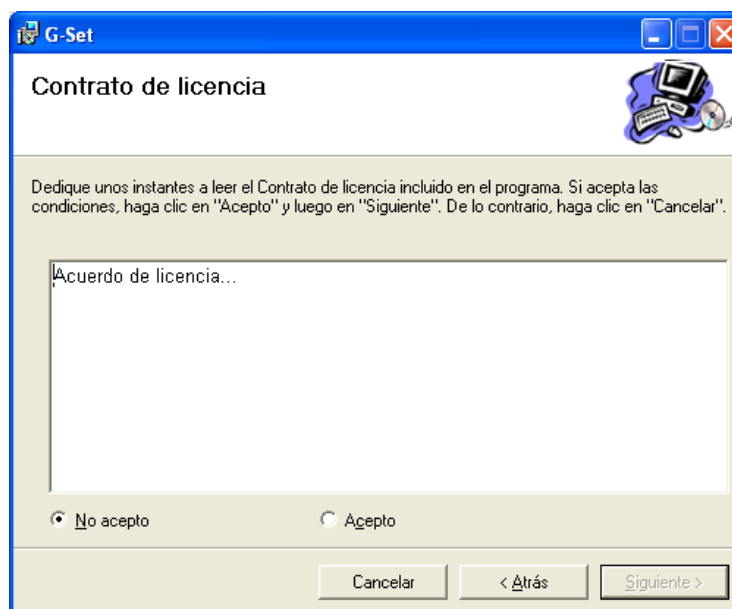 G-Set
Contrato de licencia
Dedique unos instantes a leer el Contrato de licencia incluido en el programa. Si acepta las
condiciones, haga clic en "Acepto" y luego en "Siguiente". De lo contrario, haga clic en "Cancelar".
Acuerdo de licencia...
No acepto
Acepto
Cancelar
< Atrás
Siguiente >